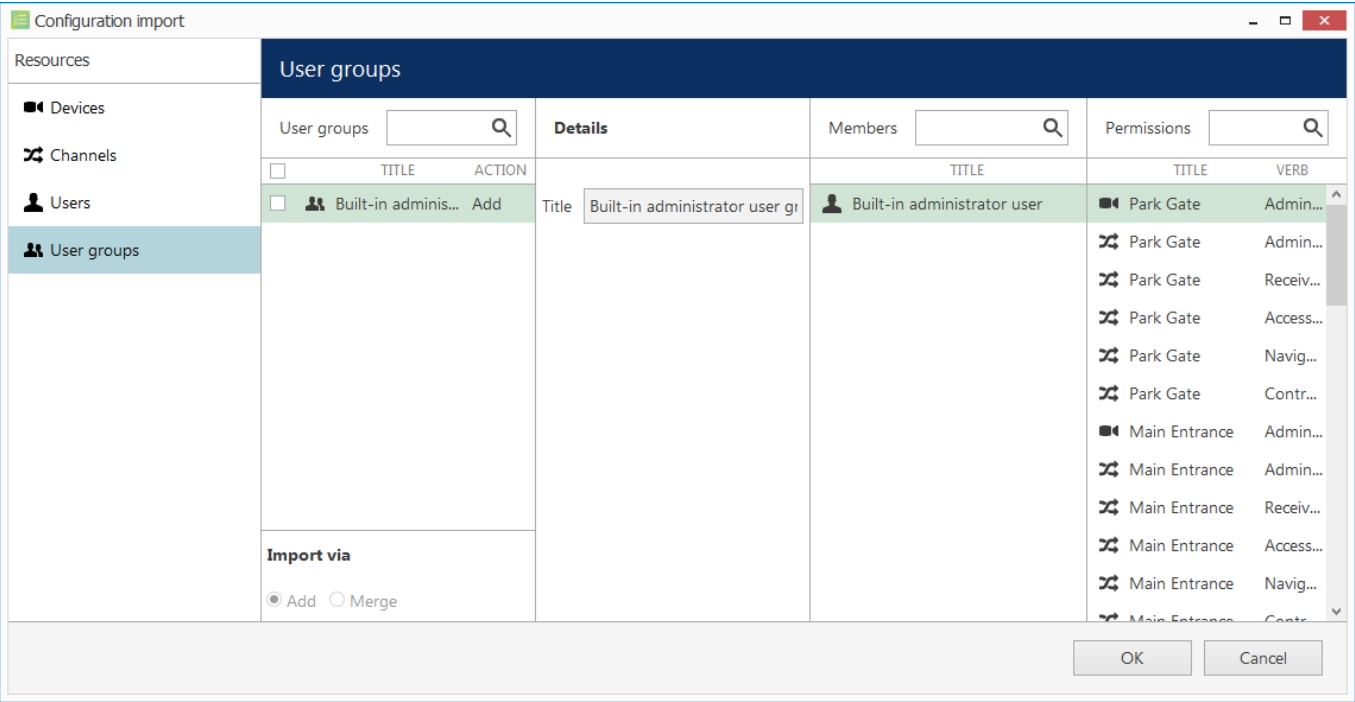 Configuration import
Resources
Devices
Channels
Users
User groups
User groups
User groups
TITLE ACTION
Built-in adminis... Add
Import via
Add Merge
Details
Title Built-in administrator user gr
Members
TITLE
Built-in administrator user
Permissions
TITLE VERB
Park Gate Admin...
Park Gate Admin...
Park Gate Receiv...
Park Gate Access...
Park Gate Navig...
Park Gate Contr...
Main Entrance Admin...
Main Entrance Admin...
Main Entrance Receiv...
Main Entrance Access...
Main Entrance Navig...
Main Entrance Contr...
OK Cancel